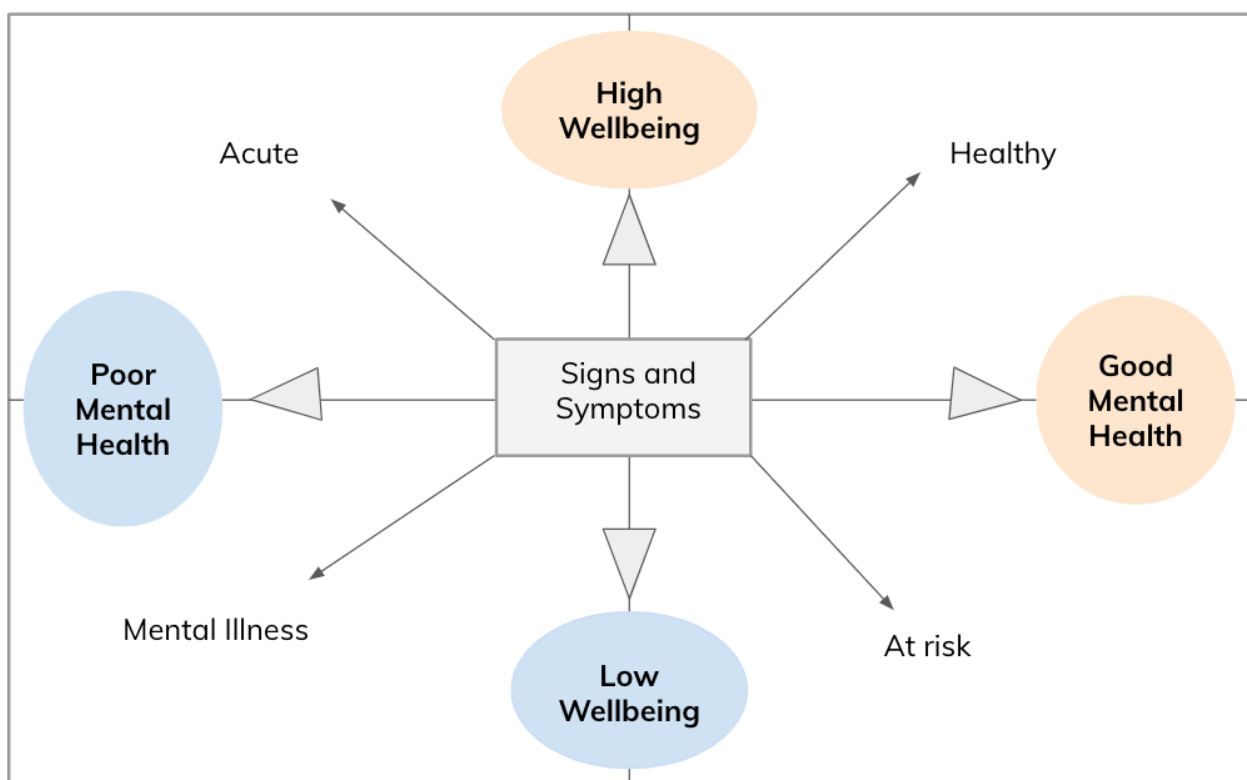 High
Wellbeing
Acute
Healthy
Poor
Mental
Health
Signs and
Symptoms
Good
Mental
Health
Mental Illness
At risk
Low
Wellbeing